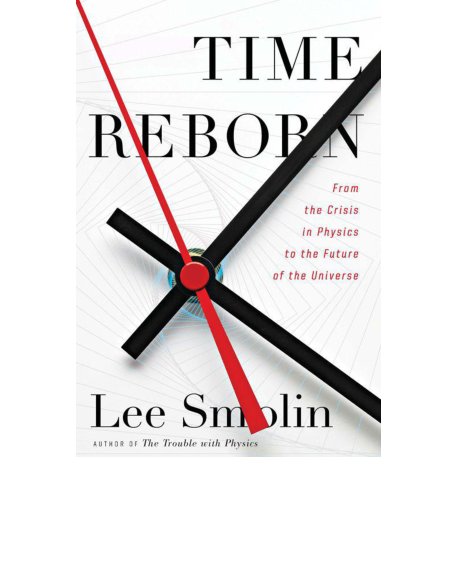 TIME
REBORN
From
the Crisis
in Physics
to the Future
of the Universe
Lee Smolin
AUTHOR OF The Trouble with Physics